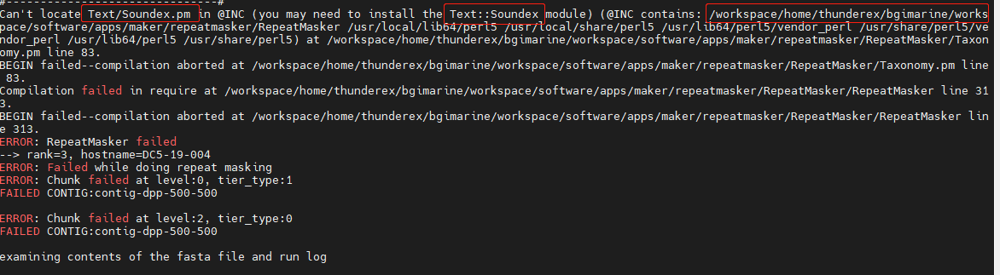 #-------------------------------#
Can't locate Text/Soundex.pm in @INC (you may need to install the Text::Soundex module) (@INC contains: /workspace/home/thunderex/bgimarine/works
pace/software/apps/maker/repeatmasker/RepeatMasker /usr/local/lib64/perl5 /usr/local/share/perl5 /usr/lib64/perl5/vendor_perl /usr/share/perl5/ve
ndor_perl /usr/lib64/perl5 /usr/share/perl5) at /workspace/home/thunderex/bgimarine/workspace/software/apps/maker/repeatmasker/RepeatMasker/Taxon
omy.pm line 83.
BEGIN failed--compilation aborted at /workspace/home/thunderex/bgimarine/workspace/software/apps/maker/repeatmasker/RepeatMasker/Taxonomy.pm line
 83.
Compilation failed in require at /workspace/home/thunderex/bgimarine/workspace/software/apps/maker/repeatmasker/RepeatMasker/RepeatMasker line 31
3.
BEGIN failed--compilation aborted at /workspace/home/thunderex/bgimarine/workspace/software/apps/maker/repeatmasker/RepeatMasker/RepeatMasker lin
e 313.
ERROR: RepeatMasker failed
--> rank=3, hostname=DC5-19-004
ERROR: Failed while doing repeat masking
ERROR: Chunk failed at level:0, tier_type:1
FAILED CONTIG:contig-dpp-500-500
ERROR: Chunk failed at level:2, tier_type:0
FAILED CONTIG:contig-dpp-500-500
examining contents of the fasta file and run log